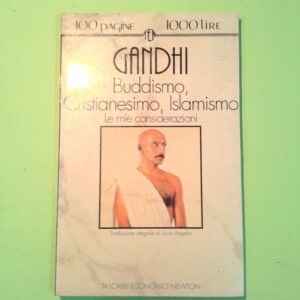 100 pagine 1000 lire
TEN
GANDHI
Buddismo,
Cristianesimo, Islamismo
Le mie considerazioni
Traduzione integrale di Lucio Angelini
TASCABILI ECONOMICI NEWTON